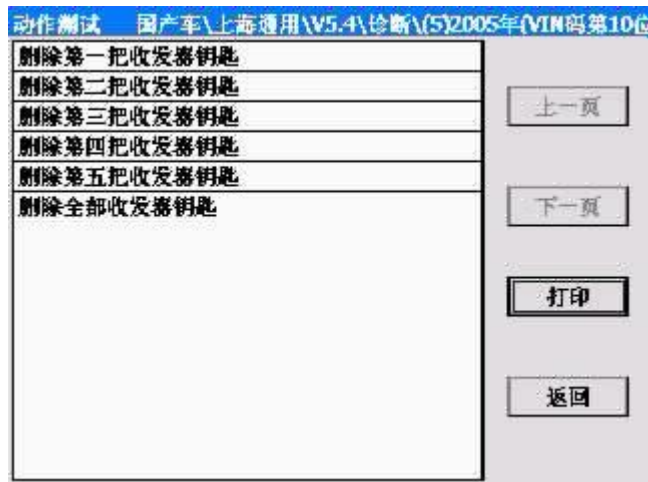 动作测试 国产车\上海通用\V5.4\诊断\(5)2005年(VIN码第10位
删除第一把收发器钥匙
删除第二把收发器钥匙
删除第三把收发器钥匙
删除第四把收发器钥匙
删除第五把收发器钥匙
删除全部收发器钥匙
上一页
下一页
打印
返回